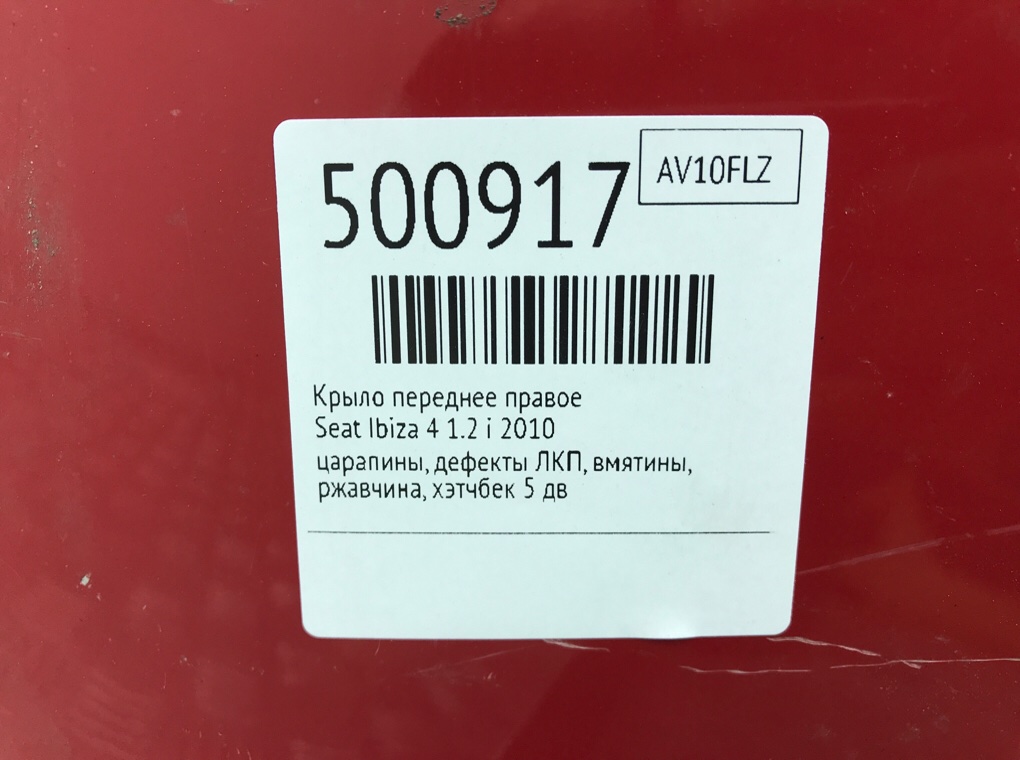 500917
AV10FLZ
Крыло переднее правое
Seat Ibiza 4 1.2 i 2010
царапины, дефекты ЛКП, вмятины,
ржавчина, хэтчбек 5 дв